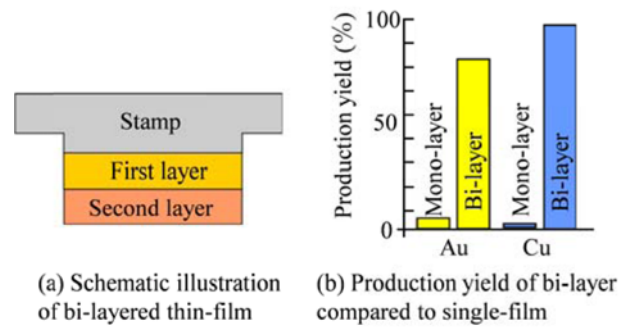 Stamp
First layer
Second layer
(a) Schematic illustration
of bi-layered thin-film
Production yield (%)
100
50
0
Mono-layer
Bi-layer
Mono-layer
Bi-layer
Au
Cu
(b) Production yield of bi-layer
compared to single-film